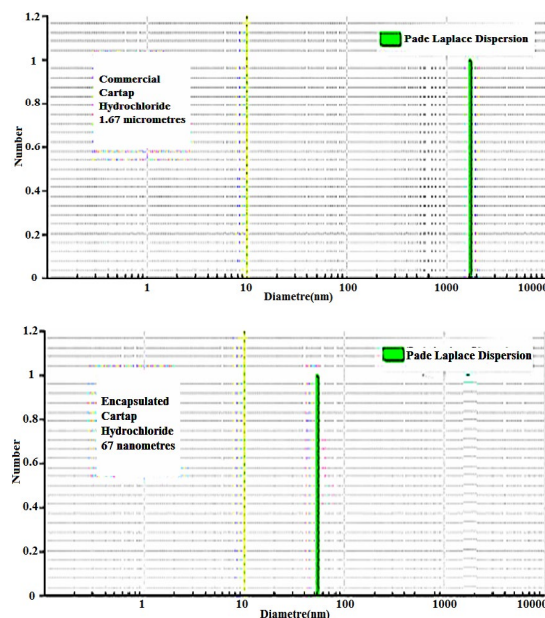 1.2
Pade Laplace Dispersion
1
Commercial
Cartap
Hydrochloride
1.67 micrometres
0.8
Number
0.6
0.4
0.2
0
1 10 100 1000 10000
Diametre(nm)
1.2
Pade Laplace Dispersion
1
Encapsulated
Cartap
Hydrochloride
67 nanometres
0.8
Number
0.6
0.4
0.2
0
1 10 100 1000 10000
Diametre(nm)